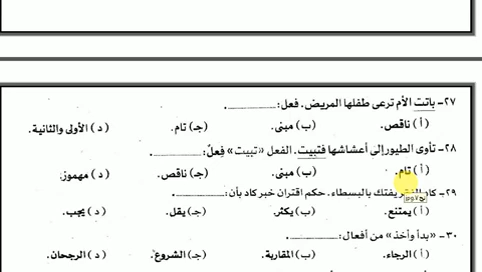 ٢٧- باتت الأم ترعى طفلها المريض. فعل: ............
(أ) ناقص. (ب) مبنى. (جـ) تام. (د) الأولى والثانية.
٢٨- تأوى الطيور إلى أعشاشها فتبيت. الفعل «تبيت» فعلٌ: ............
(أ) تام. (ب) مبنى. (جـ) ناقص. (د) مهموز.
٢٩- كاد الفقر يفتك بالبسطاء. حكم اقتران خبر كاد بأن: ............
(أ) يمتنع. (ب) يكثر. (جـ) يقل. (د) يجب.
٣٠- «بدأ وأخذ» من أفعال: ............
(أ) الرجاء. (ب) المقاربة. (جـ) الشروع. (د) الرجحان.